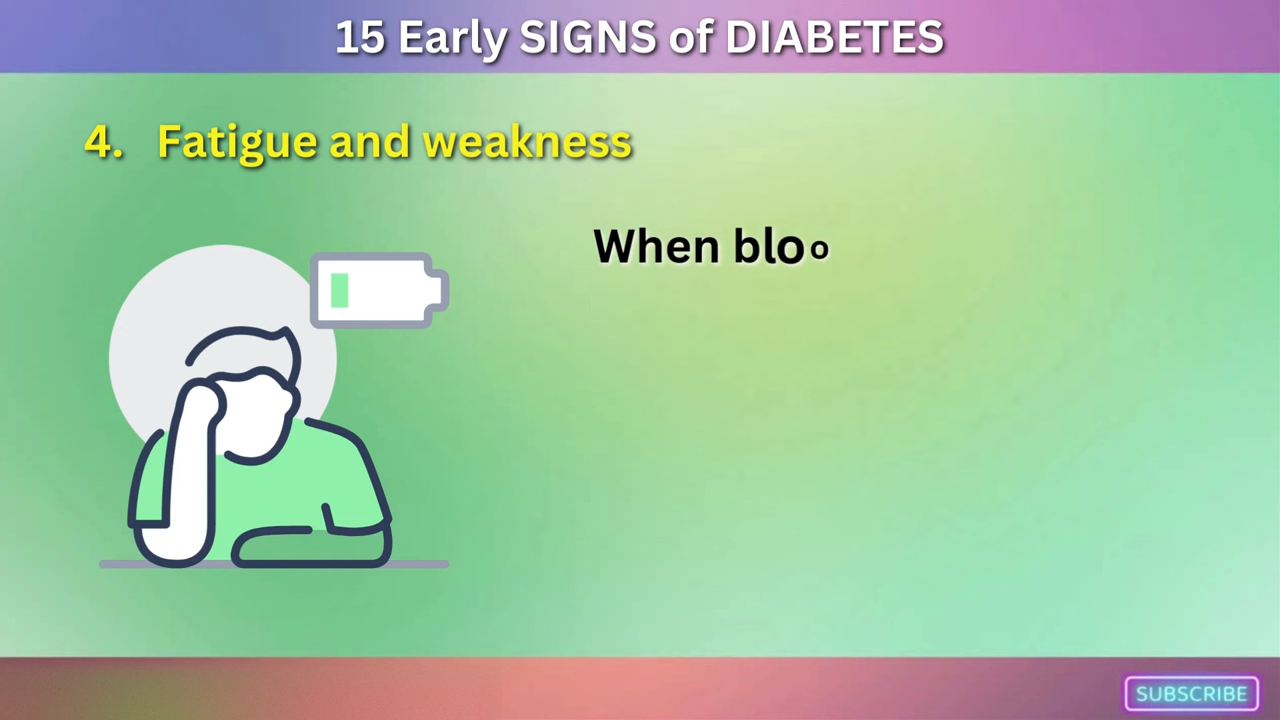 15 Early SIGNS of DIABETES
4. Fatigue and weakness
When bloo
SUBSCRIBE